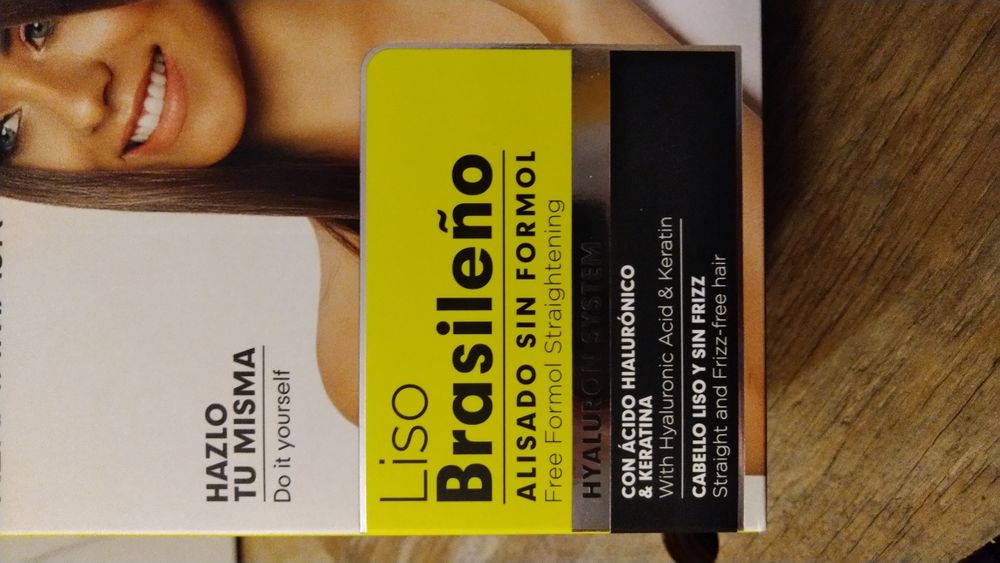 HAZLO
TU MISMA
Do it yourself
Liso
Brasileño
ALISADO SIN FORMOL
Free Formol Straightening
HYALURON SYSTEM
CON ÁCIDO HIALURÓNICO
& KERATINA
With Hyaluronic Acid & Keratin
CABELLO LISO Y SIN FRIZZ
Straight and Frizz-free hair